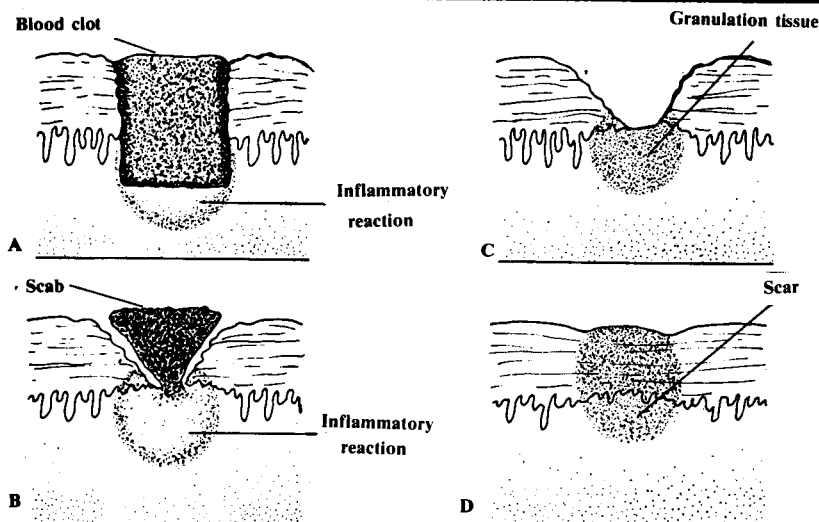 Blood clot
Inflammatory
reaction
A
Scab
Inflammatory
reaction
B
Granulation tissue
C
Scar
D